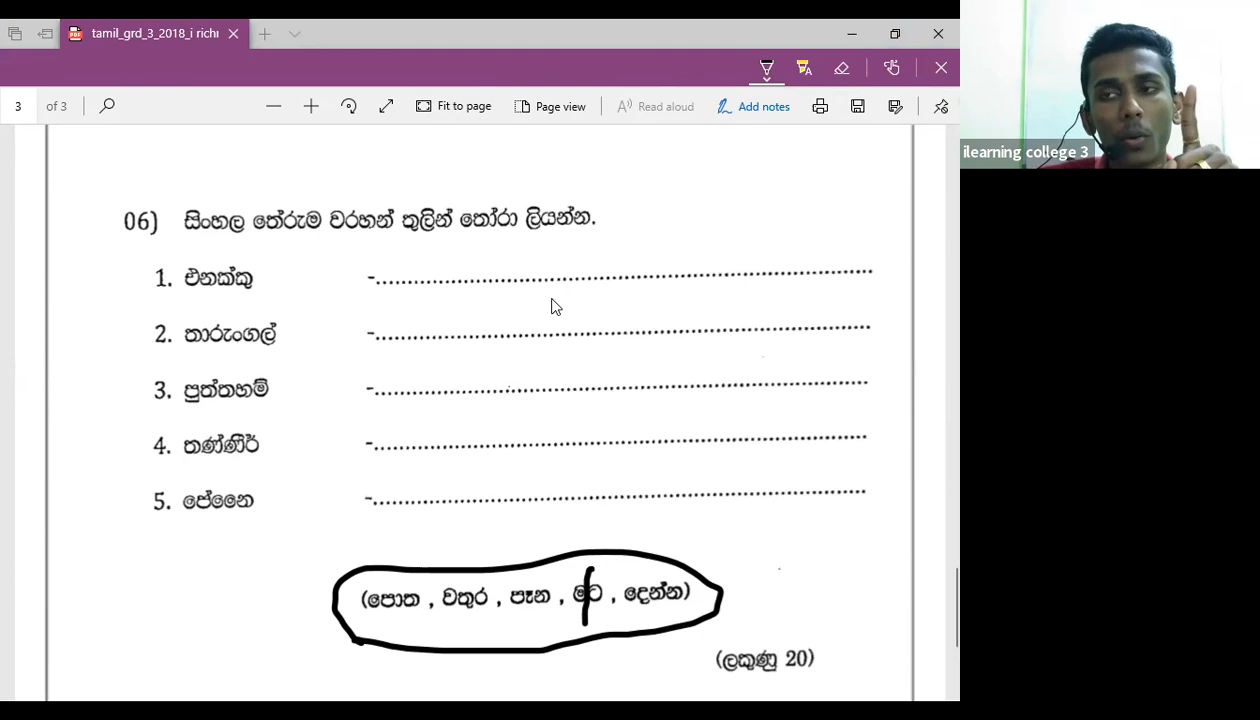 tamil_grd_3_2018_i richı
3 of 3
Fit to page
Page view
Read aloud
Add notes
ilearning college 3
06) සිංහල තේරුම වරහන් තුලින් තෝරා ලියන්න.
1. එනක්කු -............................................................
2. තාරුංගල් -............................................................
3. පුත්තහම් -............................................................
4. තණ්ණීර් -............................................................
5. පේනෛ -............................................................
(පොත , වතුර , පෑන , මට , දෙන්න)
(ලකුණු 20)